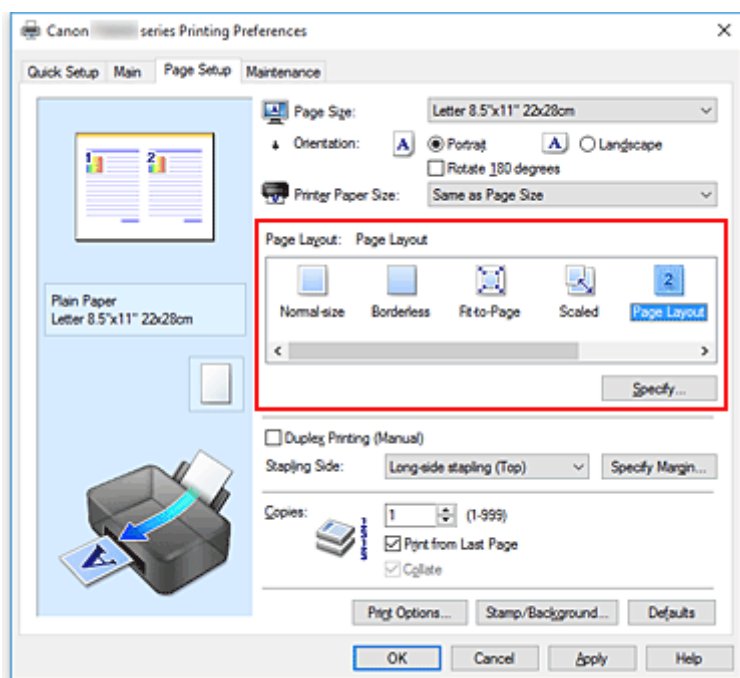 Canon series Printing Preferences
Quick Setup Main Page Setup Maintenance
1 2
Plain Paper
Letter 8.5"x11" 22x28cm
Page Size: Letter 8.5"x11" 22x28cm
Orientation: A Portrait A Landscape
Rotate 180 degrees
Printer Paper Size: Same as Page Size
Page Layout: Page Layout
2
Normal-size Borderless Fit-to-Page Scaled Page Layout
Specify...
Duplex Printing (Manual)
Stapling Side: Long-side stapling (Top) Specify Margin...
Copies: 1 (1-999)
Print from Last Page
Collate
A
Print Options... Stamp/Background... Defaults
OK Cancel Apply Help